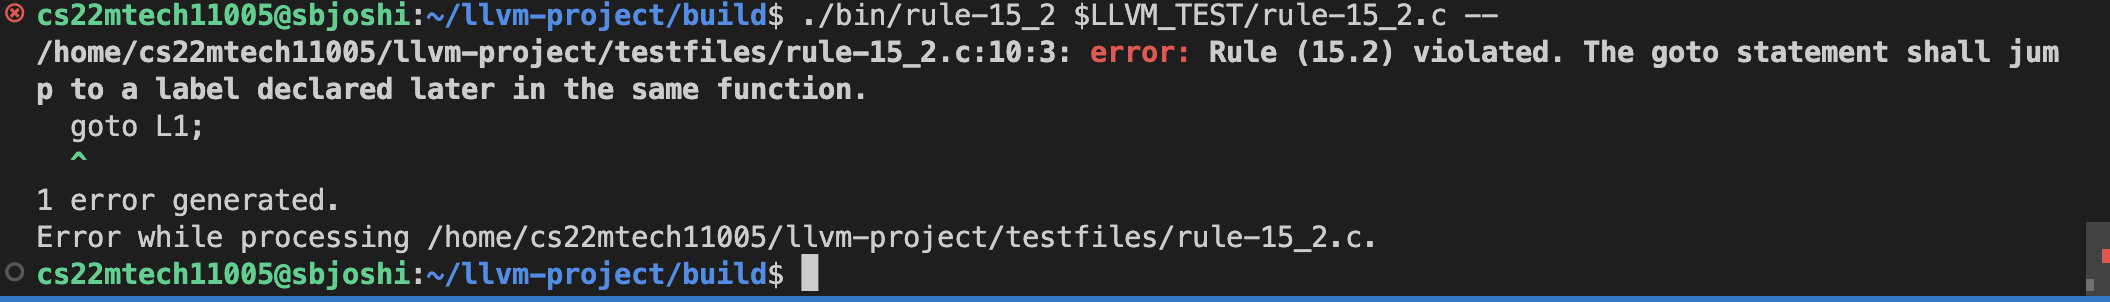 cs22mtech11005@sbjoshi:~/llvm-project/build$ ./bin/rule-15_2 $LLVM_TEST/rule-15_2.c --
/home/cs22mtech11005/llvm-project/testfiles/rule-15_2.c:10:3: error: Rule (15.2) violated. The goto statement shall jum
p to a label declared later in the same function.
  goto L1;
  ^
1 error generated.
Error while processing /home/cs22mtech11005/llvm-project/testfiles/rule-15_2.c.
cs22mtech11005@sbjoshi:~/llvm-project/build$